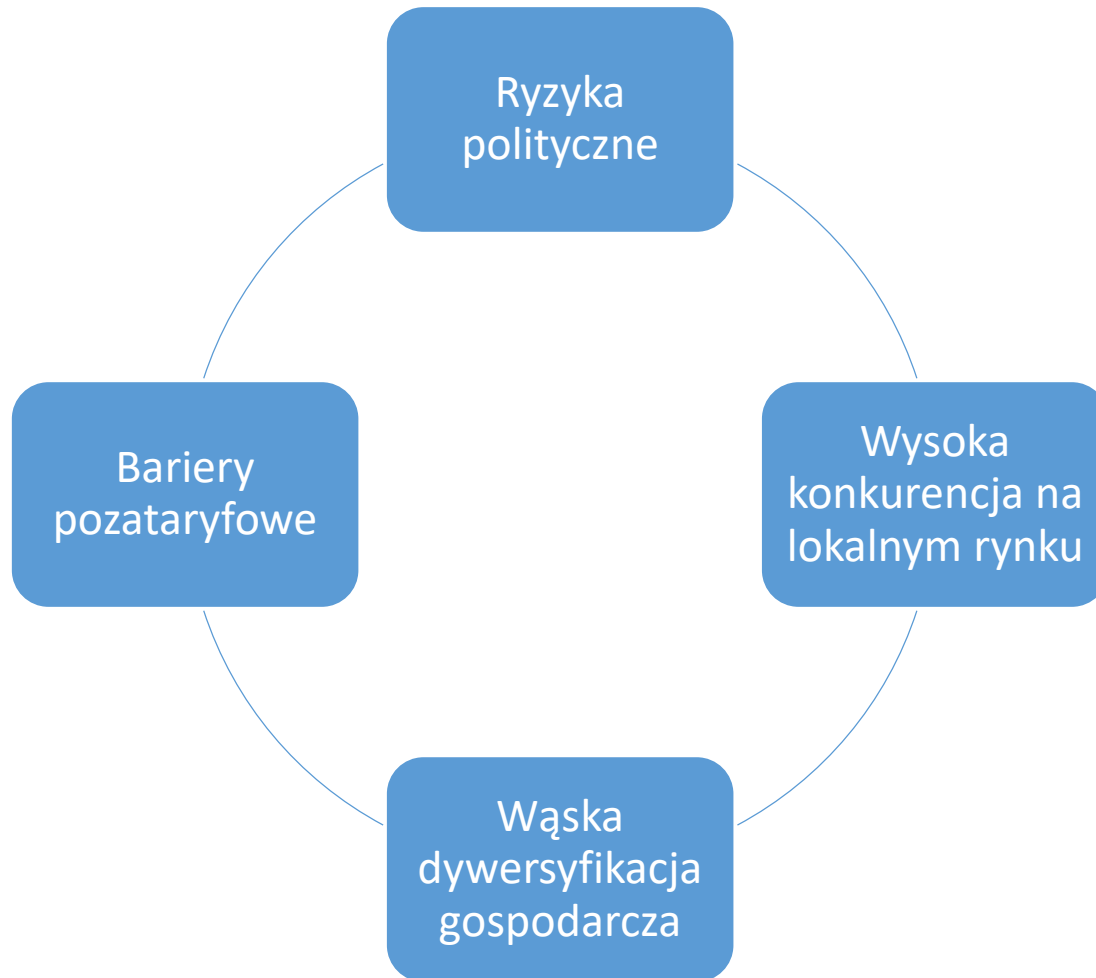 Ryzyka
polityczne
Bariery
pozataryfowe
Wysoka
konkurencja na
lokalnym rynku
Wąska
dywersyfikacja
gospodarcza